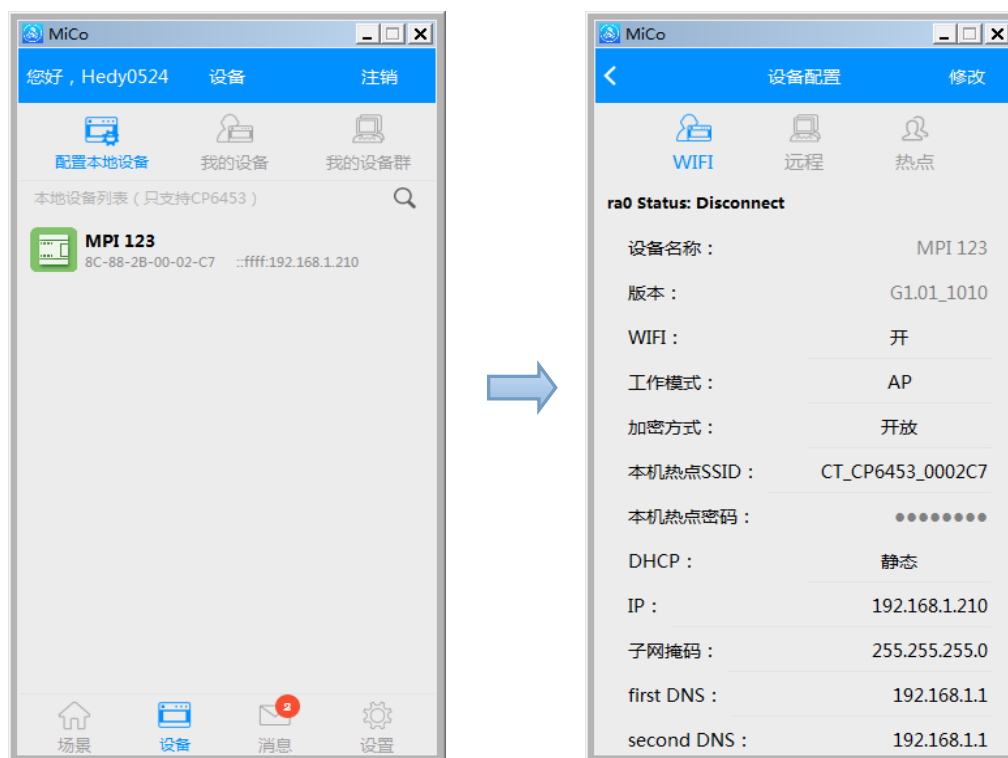 MiCo
您好，Hedy0524 设备 注销
配置本地设备 我的设备 我的设备群
本地设备列表（只支持CP6453）
MPI 123
8C-88-2B-00-02-C7 ::ffff:192.168.1.210
2
场景 设备 消息 设置
MiCo
设备配置 修改
WIFI 远程 热点
ra0 Status: Disconnect
设备名称： MPI 123
版本： G1.01_1010
WIFI： 开
工作模式： AP
加密方式： 开放
本机热点SSID： CT_CP6453_0002C7
本机热点密码： ●●●●●●●●
DHCP： 静态
IP： 192.168.1.210
子网掩码： 255.255.255.0
first DNS： 192.168.1.1
second DNS： 192.168.1.1